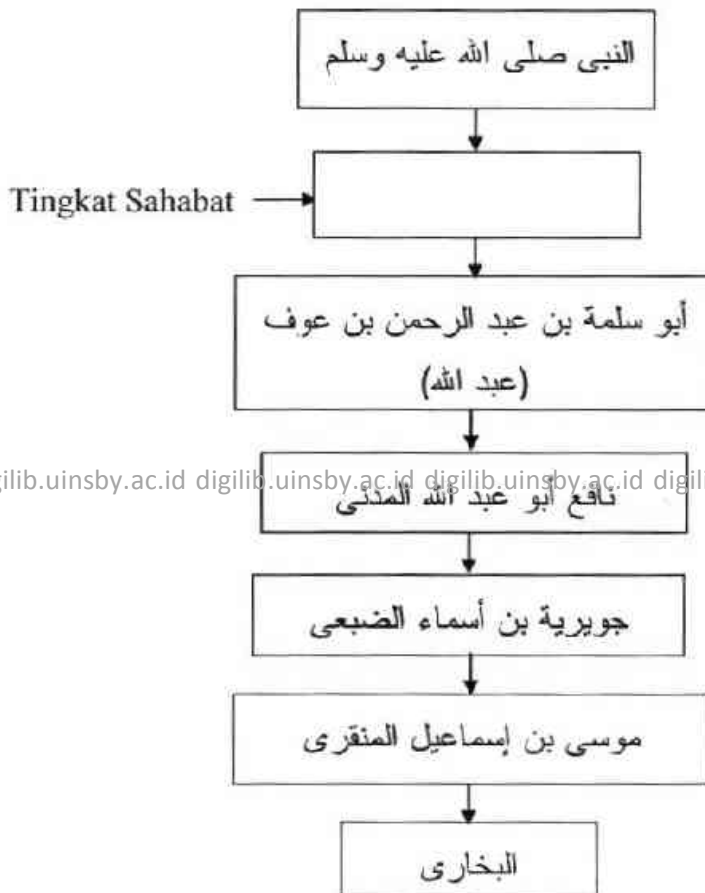 النبى صلى الله عليه وسلم
Tingkat Sahabat
أبو سلمة بن عبد الرحمن بن عوف
(عبد الله)
digilib.uinsby.ac.id digilib.uinsby.ac.id digilib.uinsby.ac.id
نافع أبو عبد الله المدنى
جويرية بن أسماء الضبعى
موسى بن إسماعيل المنقرى
البخارى